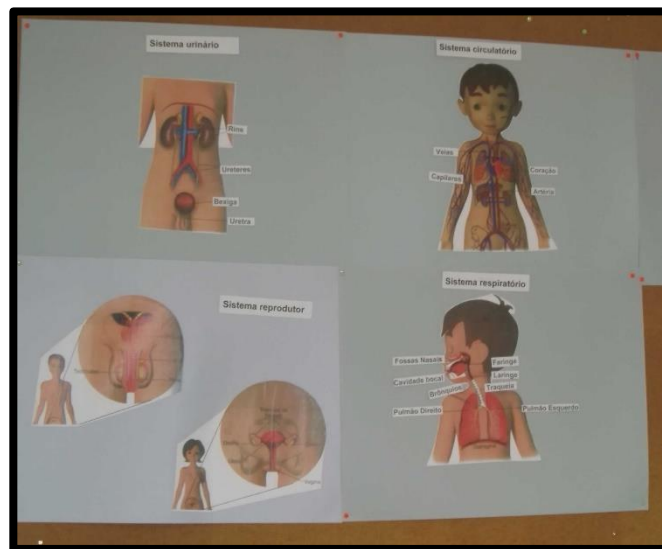 Sistema urinário
Rins
Ureteres
Bexiga
Uretra
Sistema circulatório
Veias
Capilares
Coração
Artéria
Sistema reprodutor
Vagina
Sistema respiratório
Fossas Nasais
Cavidade bocal
Brônquios
Pulmão Direito
Faringe
Laringe
Traqueia
Pulmão Esquerdo